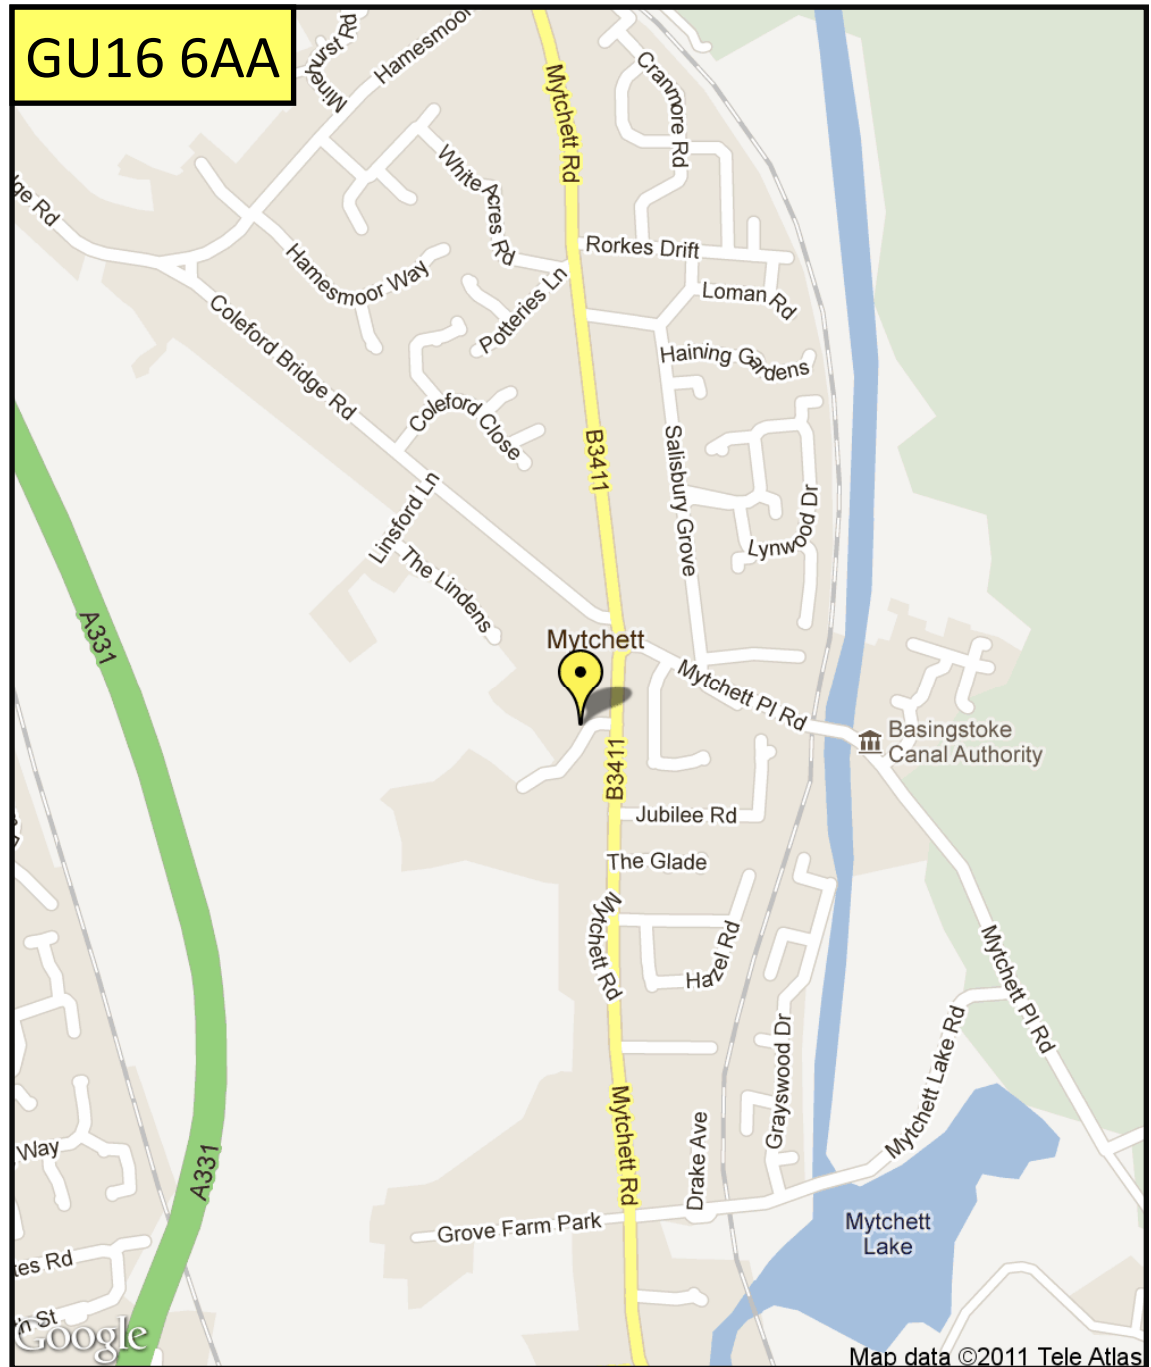 GU16 6AA
Minehurst Rd
Hamesmoor
Mytchett Rd
Cranmore Rd
White Acres Rd
Rorkes Drift
Hamesmoor Way
Potteries Ln
Loman Rd
Coleford Bridge Rd
Haining Gardens
Coleford Close
B3411
Salisbury Grove
Linsford Ln
Lynwood Dr
The Lindens
A331
Mytchett
Mytchett Pl Rd
Basingstoke
Canal Authority
B3411
Jubilee Rd
The Glade
Mytchett Rd
Hazel Rd
Mytchett Pl Rd
Grayswood Dr
Mytchett Lake Rd
Mytchett Rd
Drake Ave
Way
A331
Grove Farm Park
Mytchett
Lake
Rd
St
Google
Map data ©2011 Tele Atlas